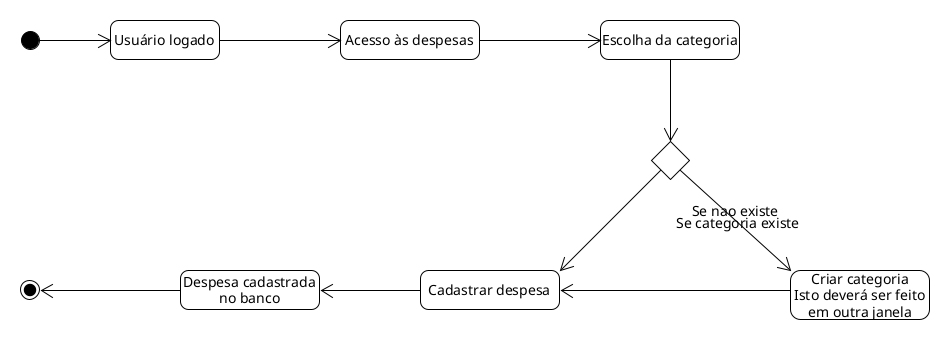 Usuário logado
Acesso às despesas
Escolha da categoria
Se nao existe
Se categoria existe
Despesa cadastrada
no banco
Cadastrar despesa
Criar categoria
Isto deverá ser feito
em outra janela